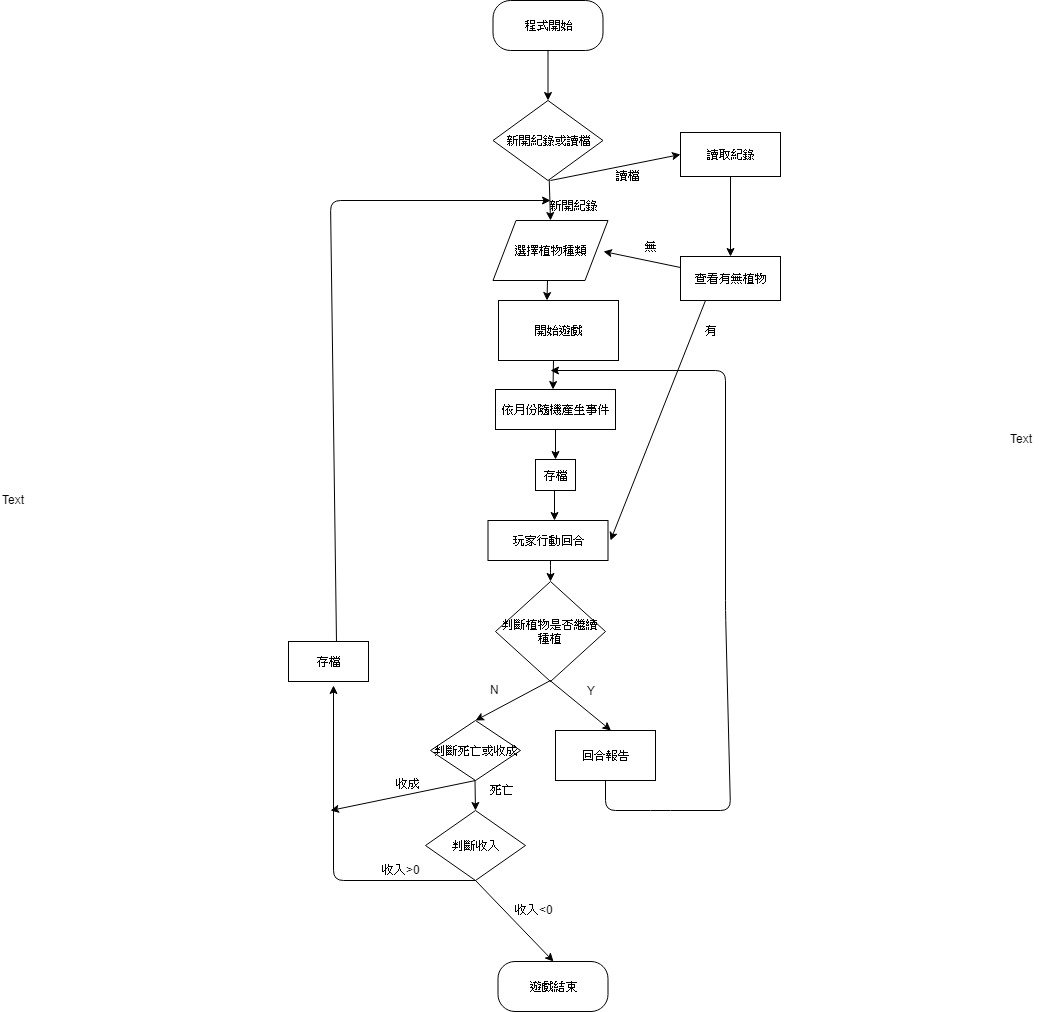 程式開始
新開紀錄或讀檔
讀取紀錄
讀檔
新開紀錄
選擇植物種類
無
查看有無植物
開始遊戲
有
依月份隨機產生事件
Text
存檔
Text
玩家行動回合
判斷植物是否繼續
種植
存檔
N
Y
判斷死亡或收成
回合報告
收成
死亡
判斷收入
收入>0
收入<0
遊戲結束